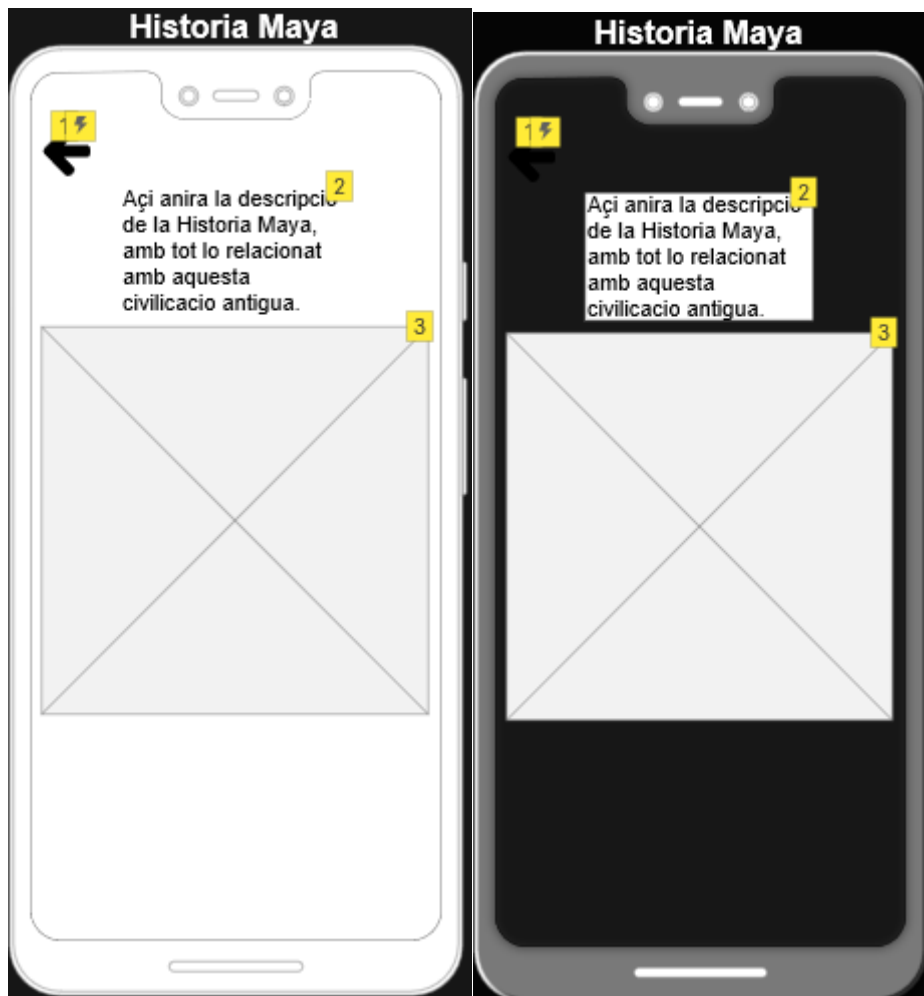 Historia Maya
1
2
Açi anira la descripcio
de la Historia Maya,
amb tot lo relacionat
amb aquesta
civilicacio antigua.
3
Historia Maya
1
2
Açi anira la descripcio
de la Historia Maya,
amb tot lo relacionat
amb aquesta
civilicacio antigua.
3